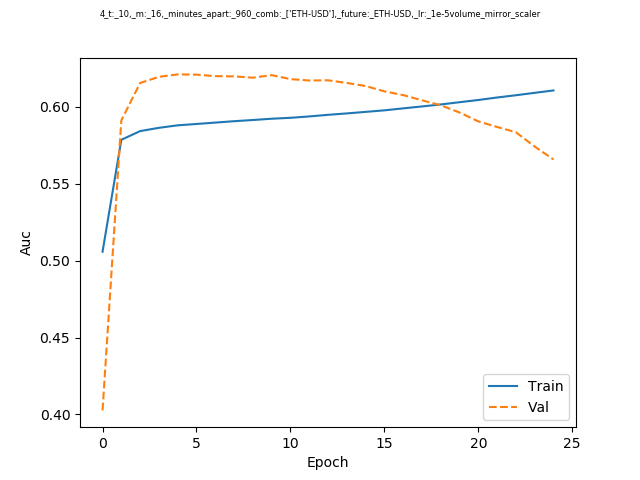 4_t:_10,_m:_16,_minutes_apart:_960_comb:_['ETH-USD'],_future:_ETH-USD,_lr:_1e-5volume_mirror_scaler
0.60
0.55
0.50
0.45
0.40
Auc
Train
Val
0 5 10 15 20 25
Epoch